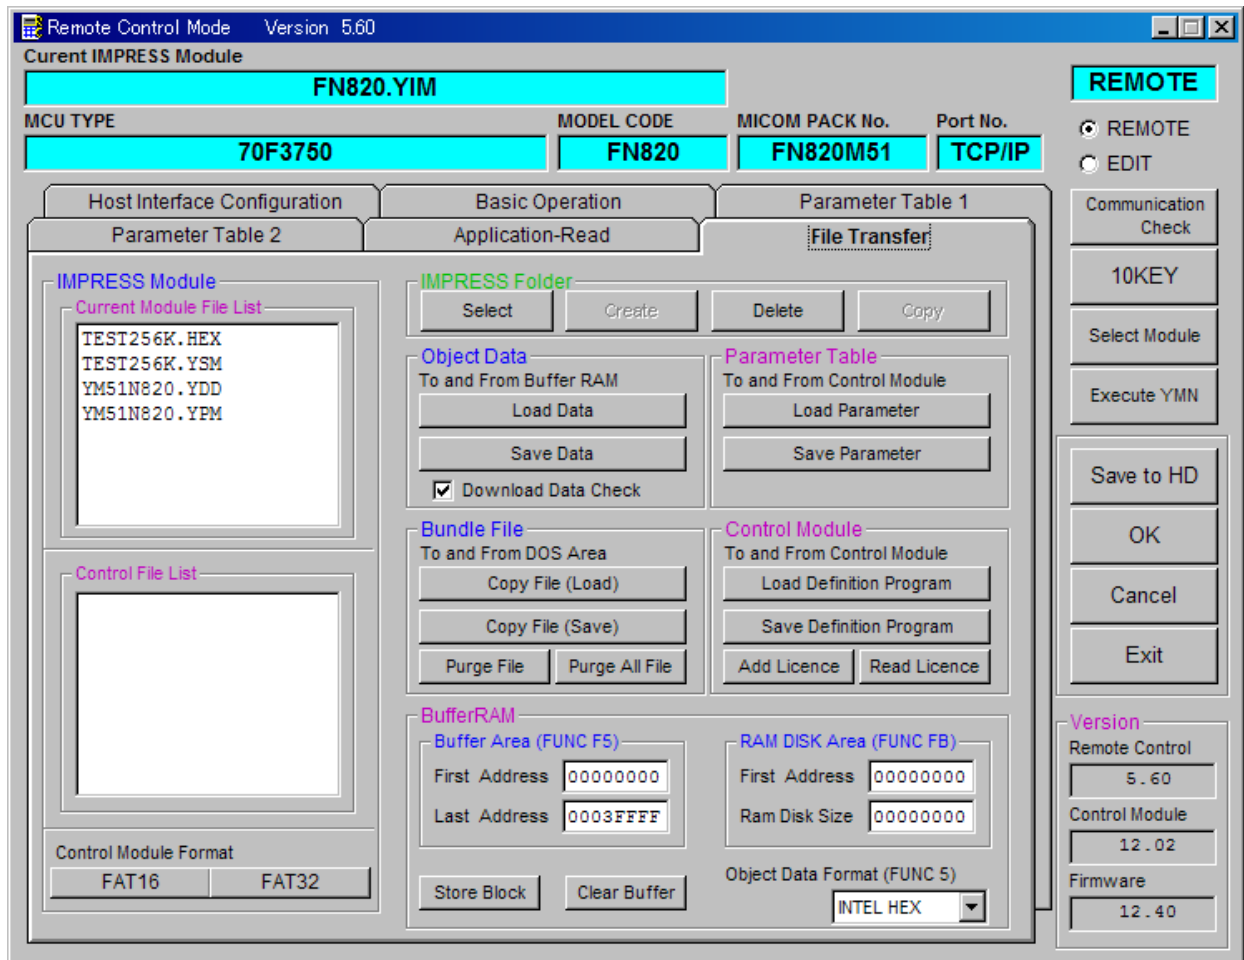 Remote Control Mode Version 5.60
Curent IMPRESS Module
FN820.YIM
REMOTE
MCU TYPE
MODEL CODE
MICOM PACK No.
Port No.
70F3750
FN820
FN820M51
TCP/IP
REMOTE
EDIT
Host Interface Configuration
Basic Operation
Parameter Table 1
Parameter Table 2
Application-Read
File Transfer
IMPRESS Module
Current Module File List
TEST256K.HEX
TEST256K.YSM
YM51N820.YDD
YM51N820.YPM
Control File List
Control Module Format
FAT16
FAT32
IMPRESS Folder
Select
Create
Delete
Copy
Object Data
To and From Buffer RAM
Load Data
Save Data
Download Data Check
Parameter Table
To and From Control Module
Load Parameter
Save Parameter
Bundle File
To and From DOS Area
Copy File (Load)
Copy File (Save)
Purge File
Purge All File
Control Module
To and From Control Module
Load Definition Program
Save Definition Program
Add Licence
Read Licence
BufferRAM
Buffer Area (FUNC F5)
First Address 00000000
Last Address 0003FFFF
RAM DISK Area (FUNC FB)
First Address 00000000
Ram Disk Size 00000000
Store Block
Clear Buffer
Object Data Format (FUNC 5)
INTEL HEX
Communication
Check
10KEY
Select Module
Execute YMN
Save to HD
OK
Cancel
Exit
Version
Remote Control
5.60
Control Module
12.02
Firmware
12.40